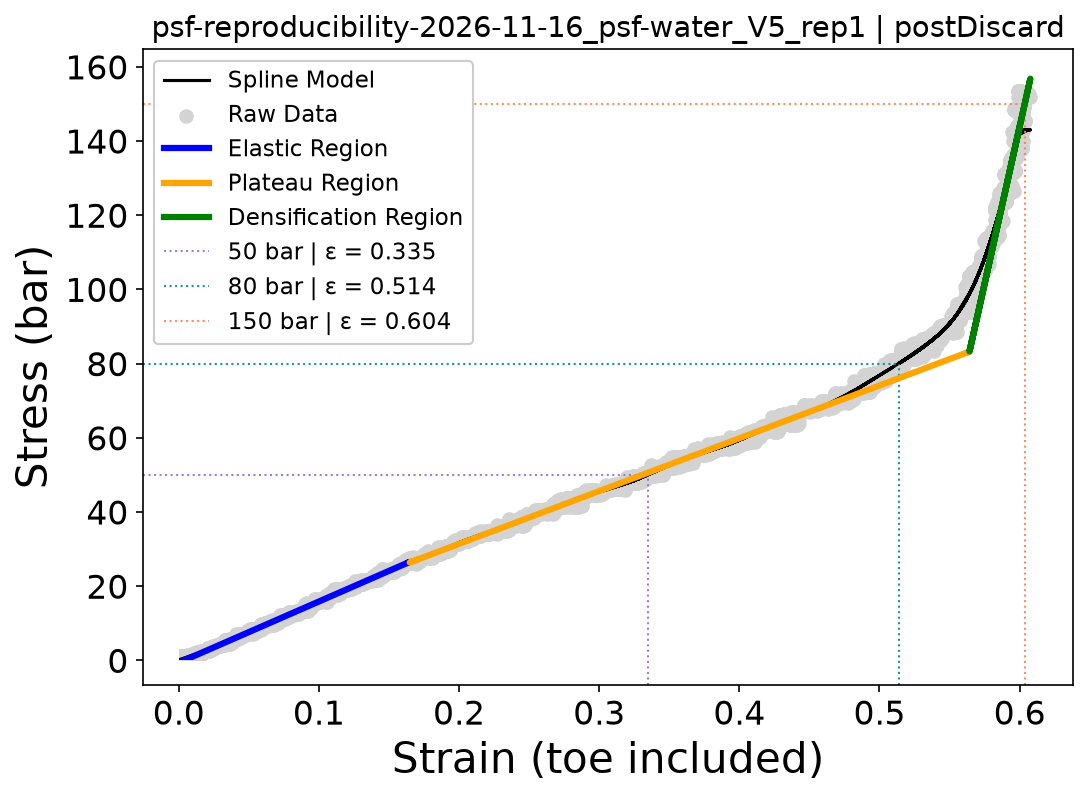 psf-reproducibility-2026-11-16_psf-water_V5_rep1 | postDiscard
160
140
120
100
80
60
40
20
0
Stress (bar)
Spline Model
Raw Data
Elastic Region
Plateau Region
Densification Region
50 bar | ε = 0.335
80 bar | ε = 0.514
150 bar | ε = 0.604
0.0 0.1 0.2 0.3 0.4 0.5 0.6
Strain (toe included)